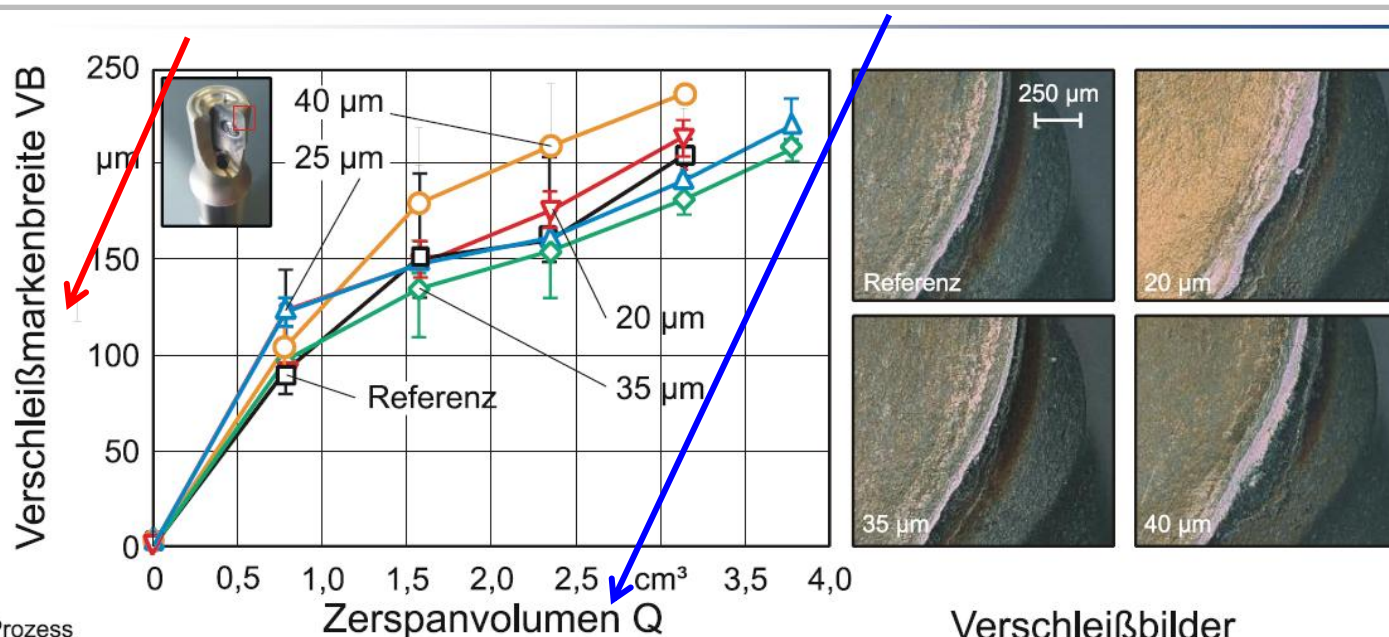 Verschleißmarkenbreite VB
250
µm
150
100
50
0
0
0,5
1,0
1,5
2,0
2,5
cm³
3,5
4,0
Zerspanvolumen Q
40 µm
25 µm
Referenz
20 µm
35 µm
250 µm
Referenz
20 µm
35 µm
40 µm
Verschleißbilder
Prozess